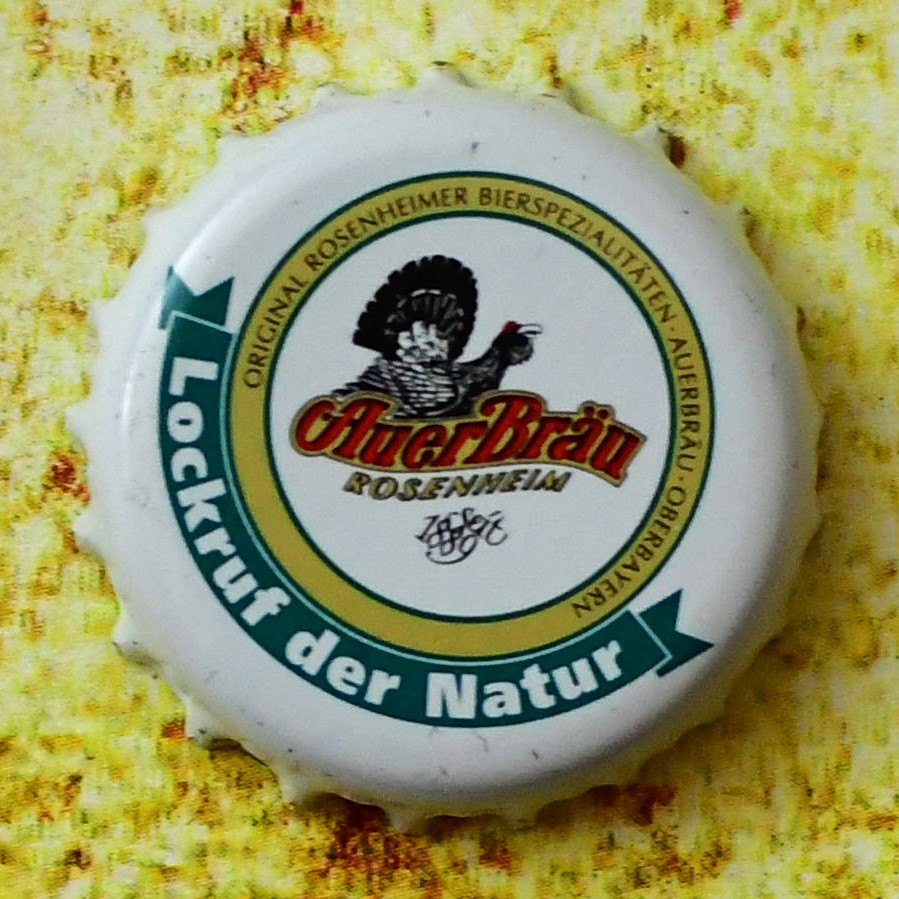 ORIGINAL ROSENHEIMER BIERSPEZIALITÄTEN · AUERBRÄU · OBERBAYERN
AuerBräu
ROSENHEIM
Lockruf der Natur